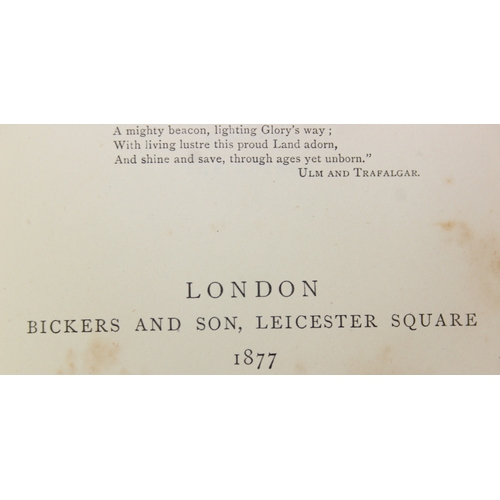 A mighty beacon, lighting Glory's way ;
With living lustre this proud Land adorn,
And shine and save, through ages yet unborn."
ULM AND TRAFALGAR.
LONDON
BICKERS AND SON, LEICESTER SQUARE
1877